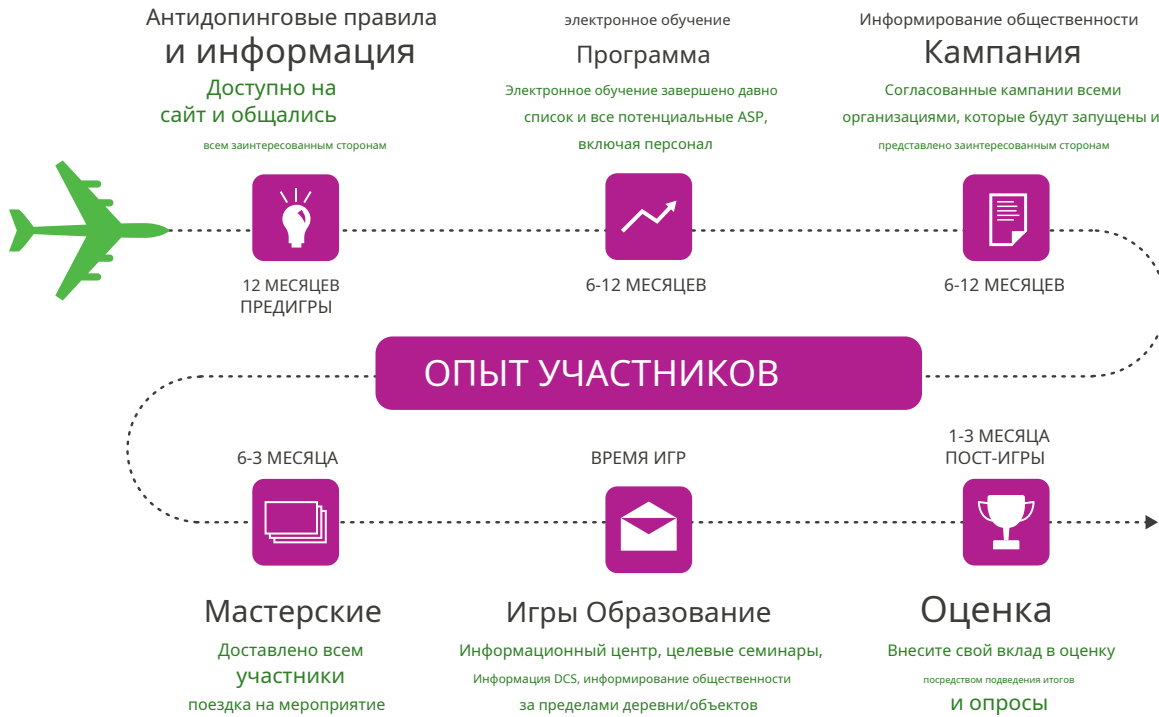 Антидопинговые правила
и информация
Доступно на
сайт и общались
всем заинтересованным сторонам
12 МЕСЯЦЕВ
ПРЕДИГРЫ
электронное обучение
Программа
Электронное обучение завершено давно
список и все потенциальные ASP,
включая персонал
6-12 МЕСЯЦЕВ
Информирование общественности
Кампания
Согласованные кампании всеми
организациями, которые будут запущены и
представлено заинтересованным сторонам
6-12 МЕСЯЦЕВ
ОПЫТ УЧАСТНИКОВ
6-3 МЕСЯЦА
Мастерские
Доставлено всем
участники
поездка на мероприятие
ВРЕМЯ ИГР
Игры Образование
Информационный центр, целевые семинары,
Информация DCS, информирование общественности
за пределами деревни/объектов
1-3 МЕСЯЦА
ПОСТ-ИГРЫ
Оценка
Внесите свой вклад в оценку
посредством подведения итогов
и опросы